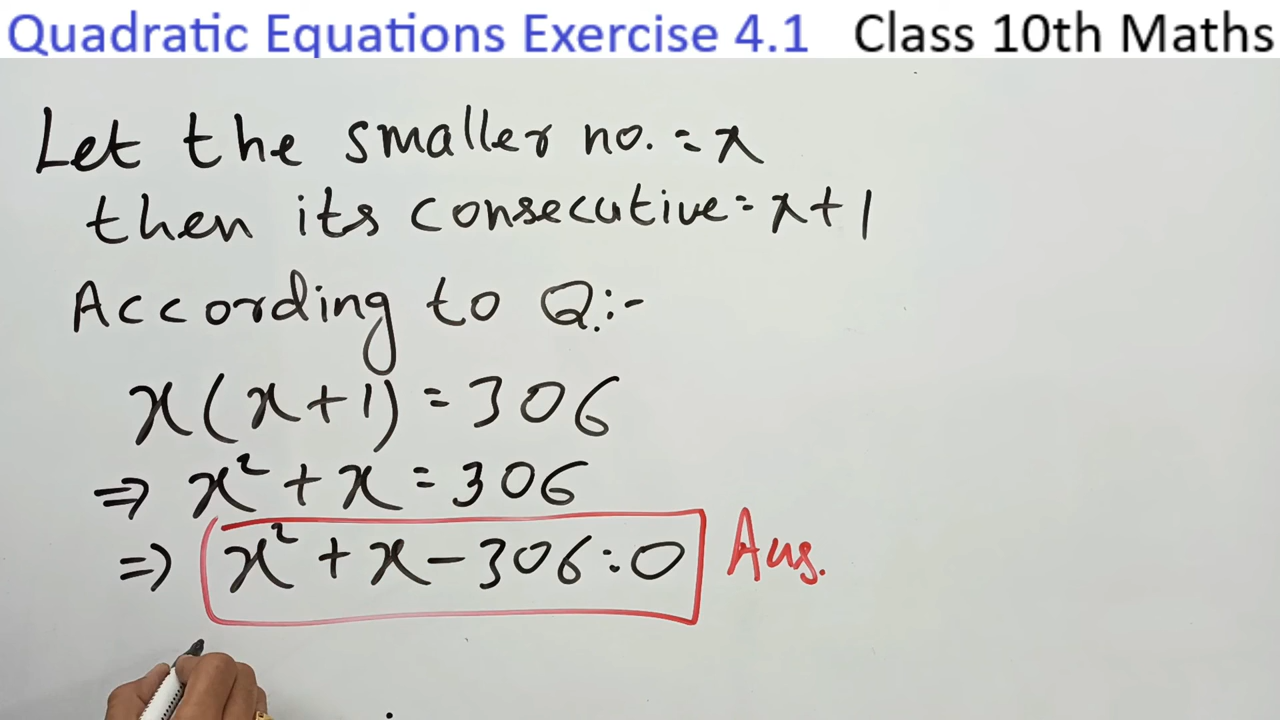 Quadratic Equations Exercise 4.1 Class 10th Maths
Let the smaller no. = x
then its consecutive = x+1
According to Q:-
x(x+1) = 306
⇒ x² + x = 306
⇒ x² + x - 306 = 0 Ans.